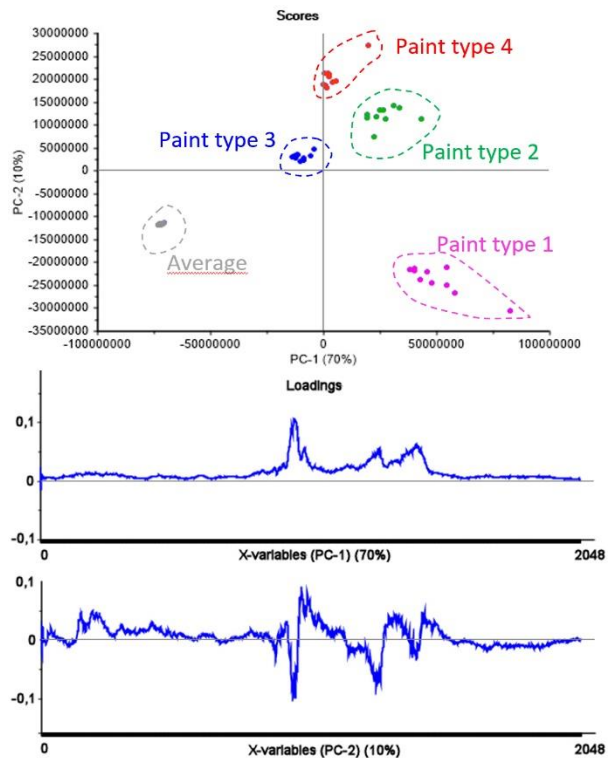 Scores
30000000
25000000
20000000
15000000
10000000
5000000
0
-5000000
-10000000
-15000000
-20000000
-25000000
-30000000
-35000000
PC-2 (10%)
Paint type 4
Paint type 3
Paint type 2
Average
Paint type 1
-100000000 -50000000 0 50000000 100000000
PC-1 (70%)
Loadings
0,1
0
-0,1
0 X-variables (PC-1) (70%) 2048
0,1
0
-0,1
0 X-variables (PC-2) (10%) 2048